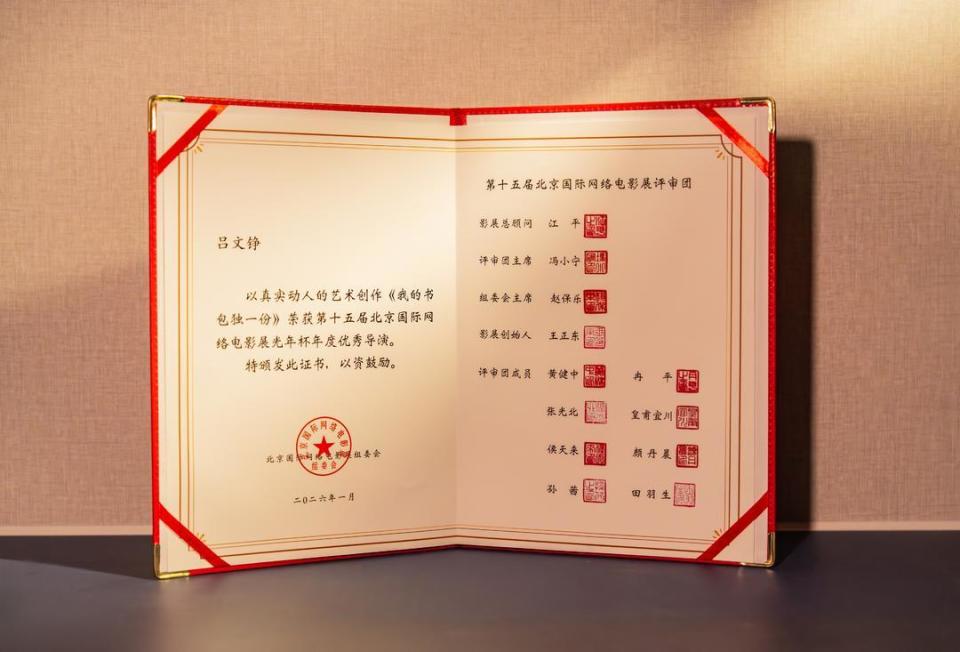 吕文铮
以真实动人的艺术创作《我的书
包独一份》荣获第十五届北京国际网
络电影展光年杯年度优秀导演。
特颁发此证书，以资鼓励。
北京国际网络电影展组委会
二〇二六年一月
第十五届北京国际网络电影展评审团
影展总顾问 江 平
评审团主席 冯小宁
组委会主席 赵保乐
影展创始人 王正东
评审团成员 黄健中 冉 平
张光北 皇甫宜川
侯天来 颜丹晨
孙 茜 田羽生